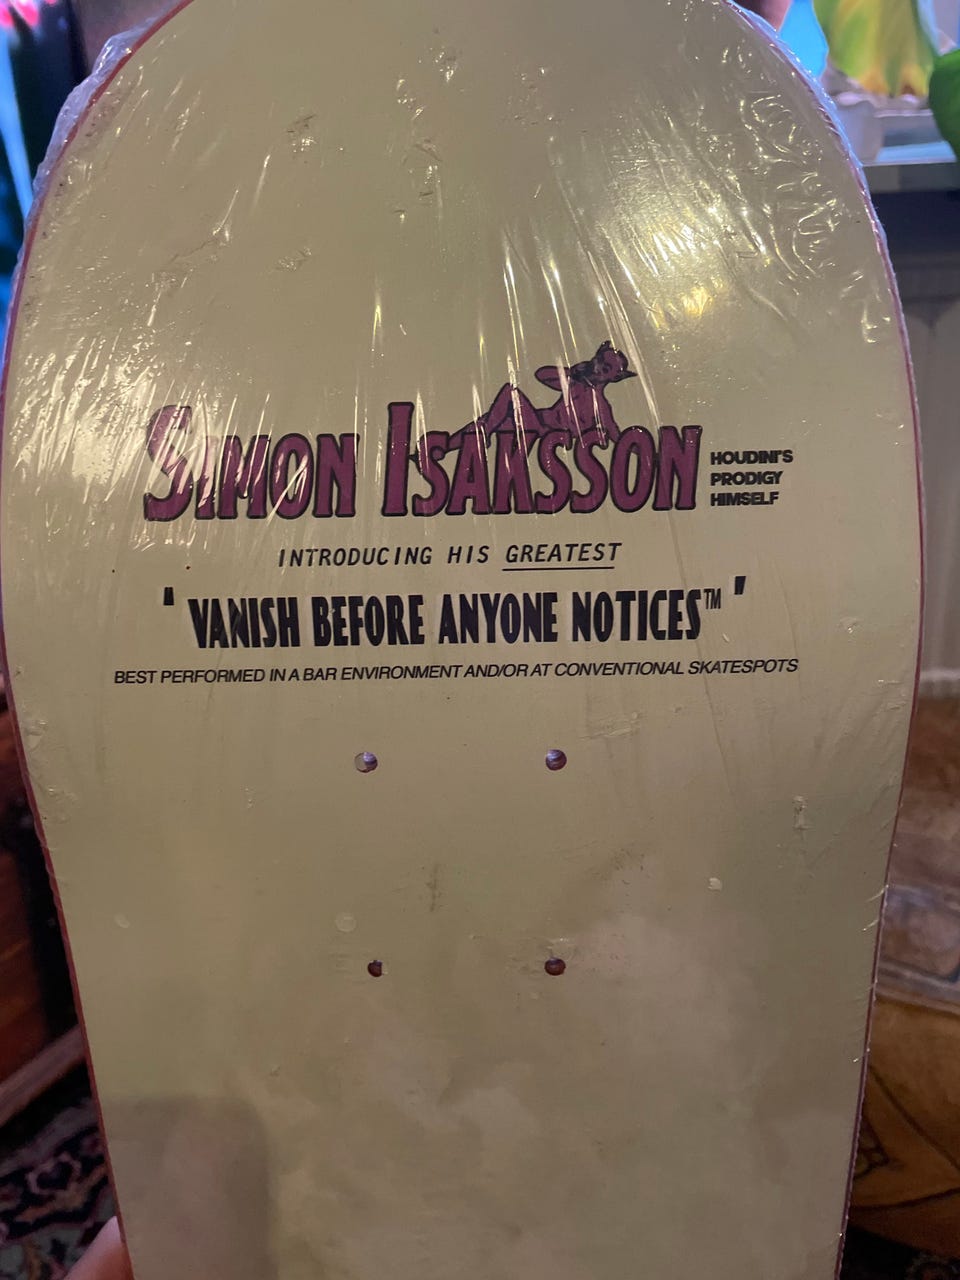 SIMON ISAKSSON
HOUDINI'S
PRODIGY
HIMSELF
INTRODUCING HIS GREATEST
"VANISH BEFORE ANYONE NOTICES™"
BEST PERFORMED IN A BAR ENVIRONMENT AND/OR AT CONVENTIONAL SKATESPOTS